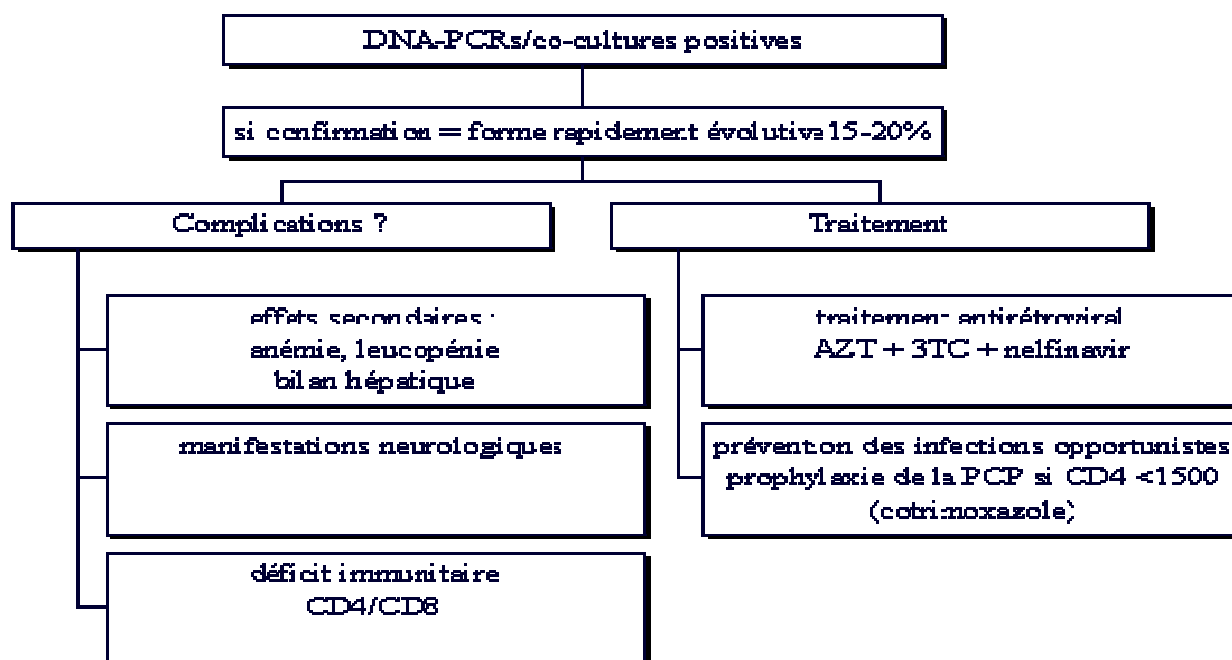 DNA-PCRs/co-cultures positives
si confirmation = forme rapidement évolutive 15-20%
Complications ?
Traitement
effets secondaires :
anémie, leucopénie
bilan hépatique
traitement antirétroviral
AZT + 3TC + nelfinavir
manifestations neurologiques
prévention des infections opportunistes
prophylaxie de la PCP si CD4 <1500
(cotrimoxazole)
déficit immunitaire
CD4/CD8